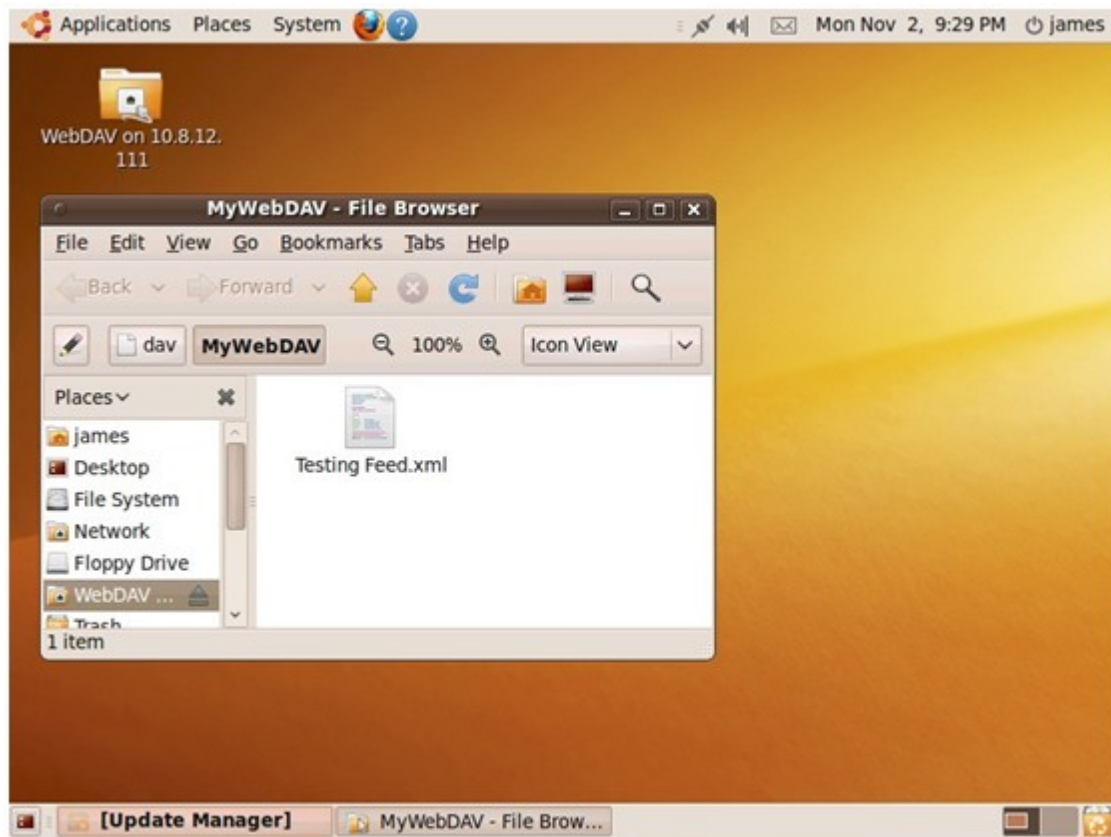 Applications Places System ? Mon Nov 2, 9:29 PM james
WebDAV on 10.8.12.
111
MyWebDAV - File Browser
File Edit View Go Bookmarks Tabs Help
Back Forward
dav MyWebDAV 100% Icon View
Places
james
Desktop
File System
Network
Floppy Drive
WebDAV ...
Trash
Testing Feed.xml
1 item
[Update Manager] MyWebDAV - File Brow...